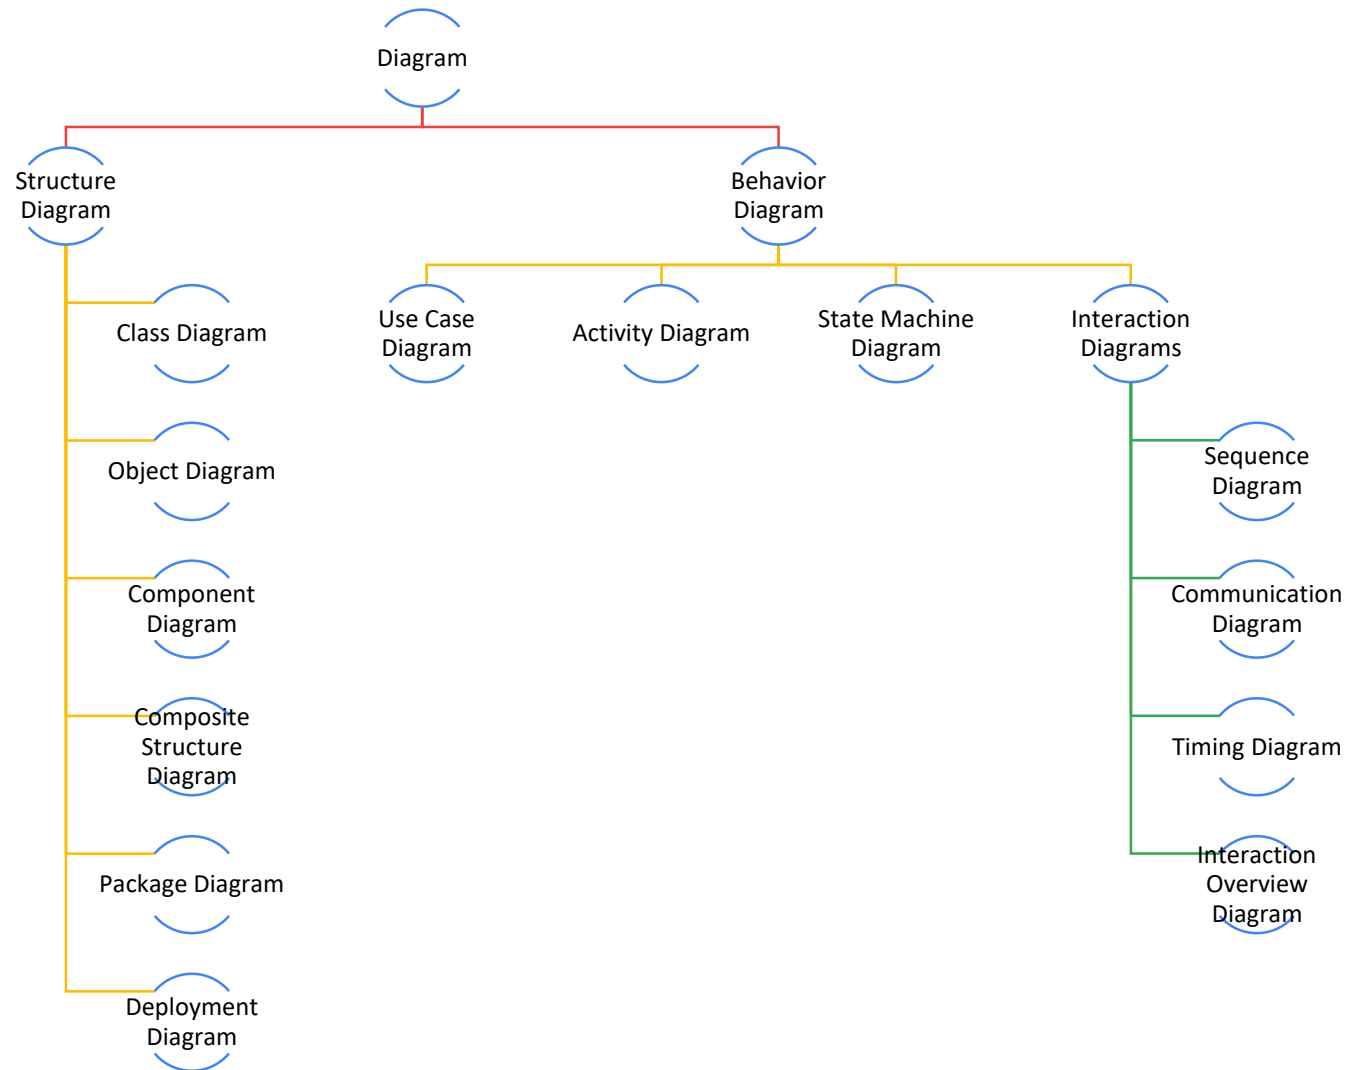 Diagram
Structure
Diagram
Behavior
Diagram
Class Diagram
Object Diagram
Component
Diagram
Composite
Structure
Diagram
Package Diagram
Deployment
Diagram
Use Case
Diagram
Activity Diagram
State Machine
Diagram
Interaction
Diagrams
Sequence
Diagram
Communication
Diagram
Timing Diagram
Interaction
Overview
Diagram